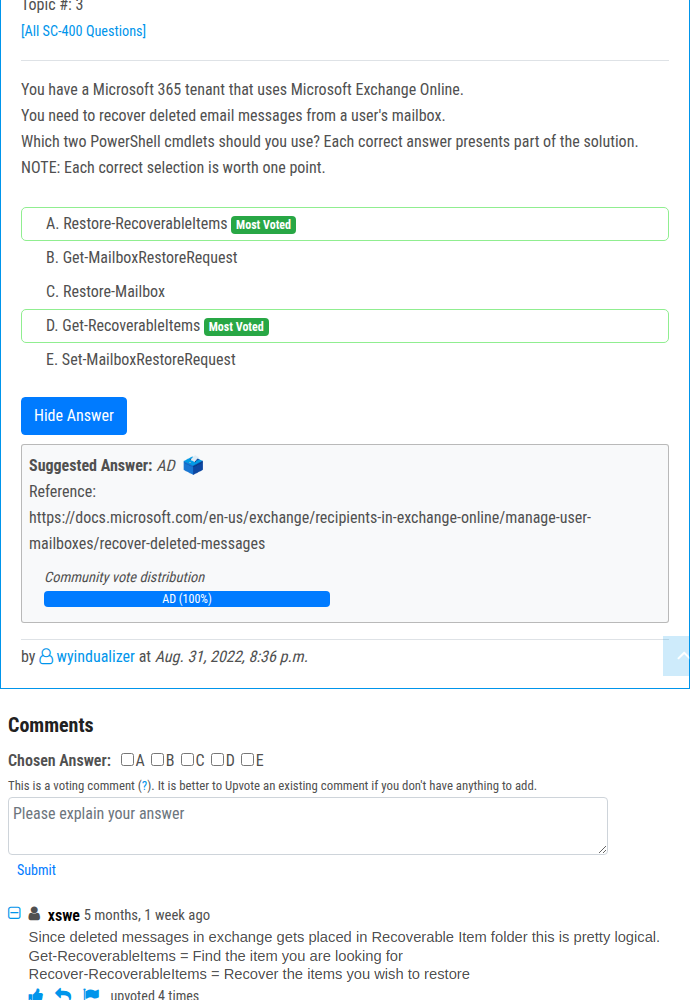 Topic #: 3
[All SC-400 Questions]
You have a Microsoft 365 tenant that uses Microsoft Exchange Online.
You need to recover deleted email messages from a user's mailbox.
Which two PowerShell cmdlets should you use? Each correct answer presents part of the solution.
NOTE: Each correct selection is worth one point.
A. Restore-RecoverableItems Most Voted
B. Get-MailboxRestoreRequest
C. Restore-Mailbox
D. Get-RecoverableItems Most Voted
E. Set-MailboxRestoreRequest
Hide Answer
Suggested Answer: AD
Reference:
https://docs.microsoft.com/en-us/exchange/recipients-in-exchange-online/manage-user-
mailboxes/recover-deleted-messages
Community vote distribution
AD (100%)
by wyindualizer at Aug. 31, 2022, 8:36 p.m.
Comments
Chosen Answer: A B C D E
This is a voting comment (?). It is better to Upvote an existing comment if you don't have anything to add.
Please explain your answer
Submit
xswe 5 months, 1 week ago
Since deleted messages in exchange gets placed in Recoverable Item folder this is pretty logical.
Get-RecoverableItems = Find the item you are looking for
Recover-RecoverableItems = Recover the items you wish to restore
upvoted 4 times